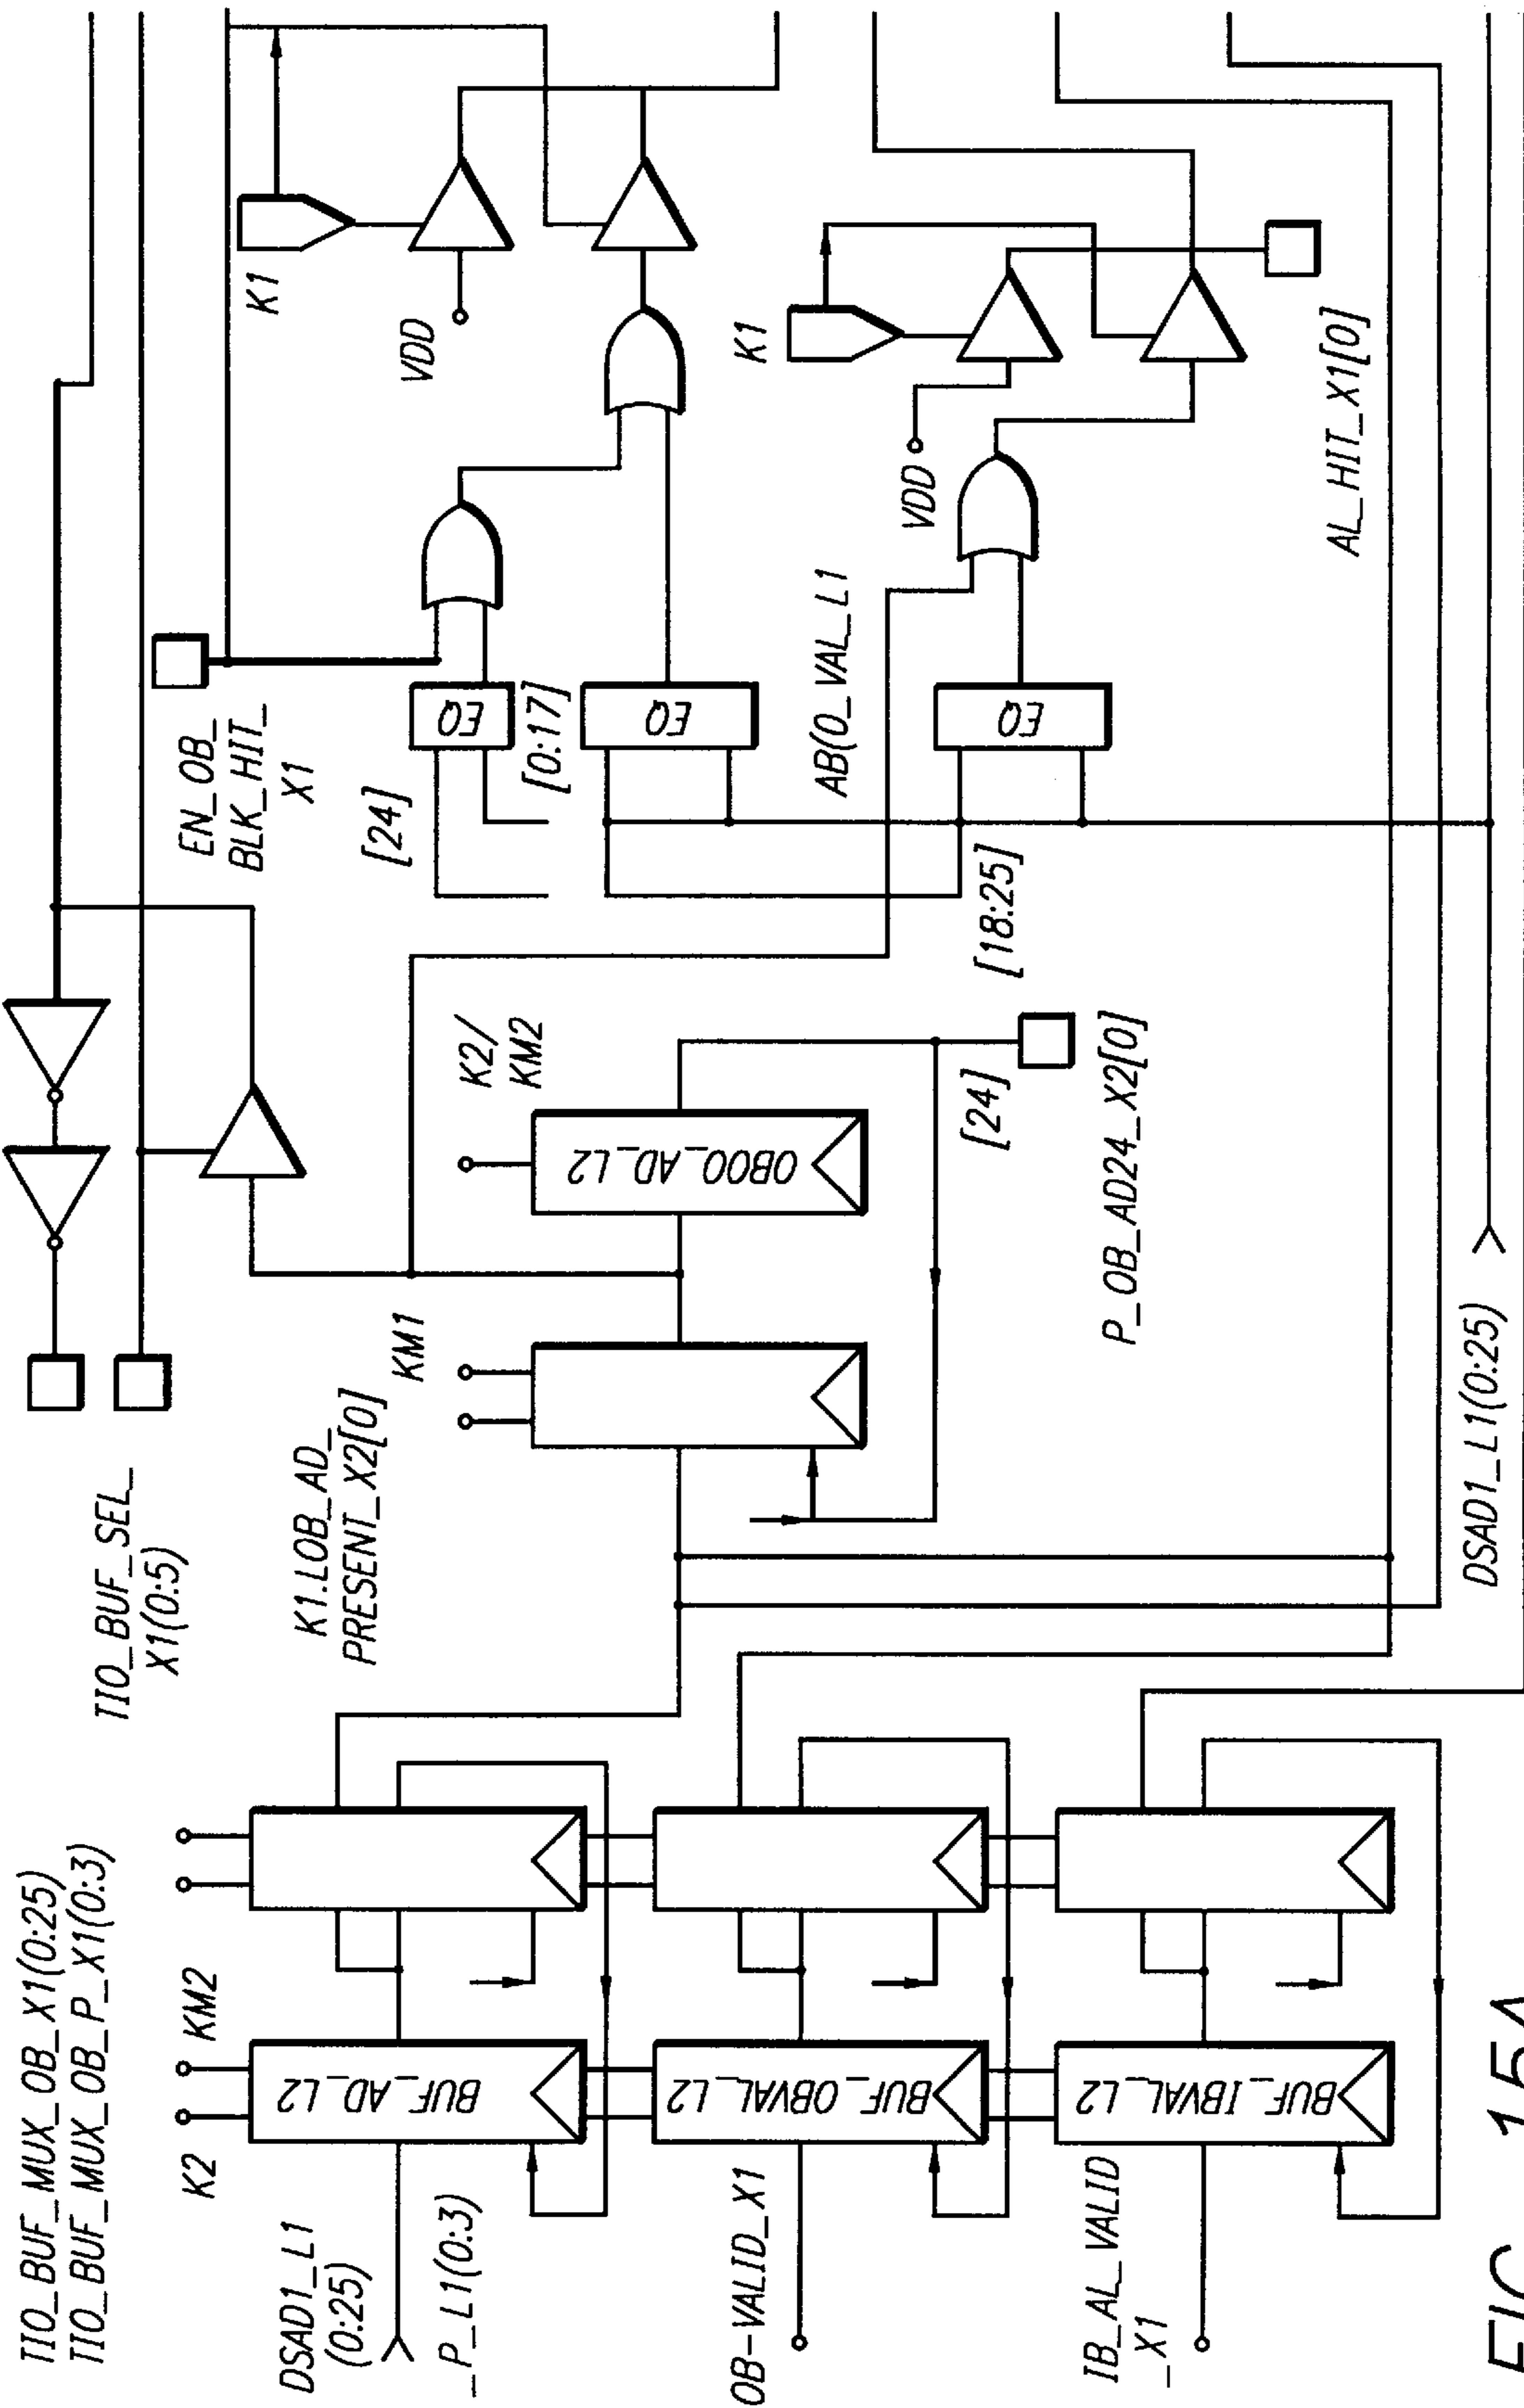 TIO_BUF_MUX_OB_X1(0:25)
TIO_BUF_MUX_OB_P_X1(0:3)
TIO_BUF_SEL_
X1(0:5)
K2
KM2
DSAD1_L1
(0:25)
_P_L1(0:3)
BUF_AD_L2
OB-VALID_X1
BUF_OBVAL_L2
IB_AL_VALID
_X1
BUF_IBVAL_L2
K1.LOB_AD_
PRESENT_X2[0]
KM1
K2/
KM2
OBOO_AD_L2
[24]
P_OB_AD24_X2[0]
DSAD1_L1(0:25)
EN_OB_
BLK_HIT_
X1
[24]
EQ
[0:17]
EQ
AB(0_VAL_L1
EQ
[18:25]
K1
VDD
K1
VDD
AL_HIT_X1[0]
FIG. 15A